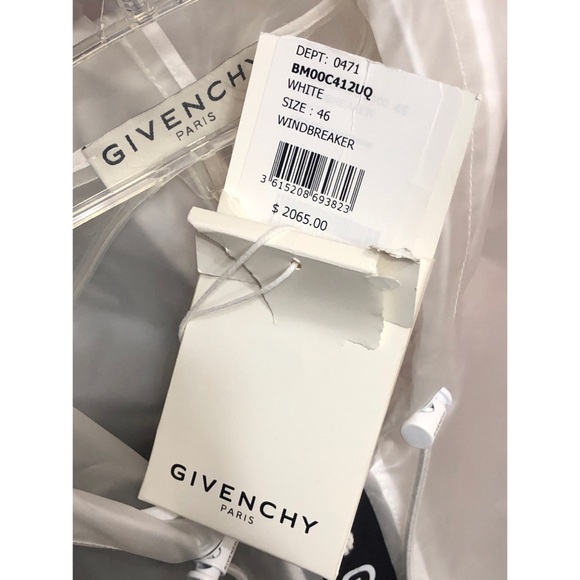 GIVENCHY
PARIS
DEPT: 0471
BM00C412UQ
WHITE
SIZE : 46
WINDBREAKER
3 615208 693823
$ 2065.00
GIVENCHY
PARIS